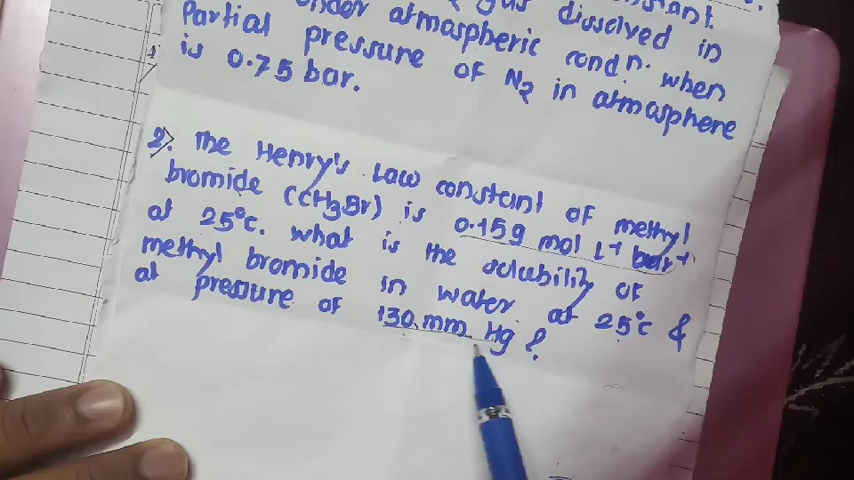 dissolved in
under atmospheric condn. when
Partial pressure of N2 in atmosphere
is 0.75 bar.
2>. The Henry's Law constant of methyl
bromide (CH3Br) is 0.159 mol L-1 bar-1
at 25°c. What is the solubility of
methyl bromide in water at 25°c &
at pressure of 130 mm Hg ?